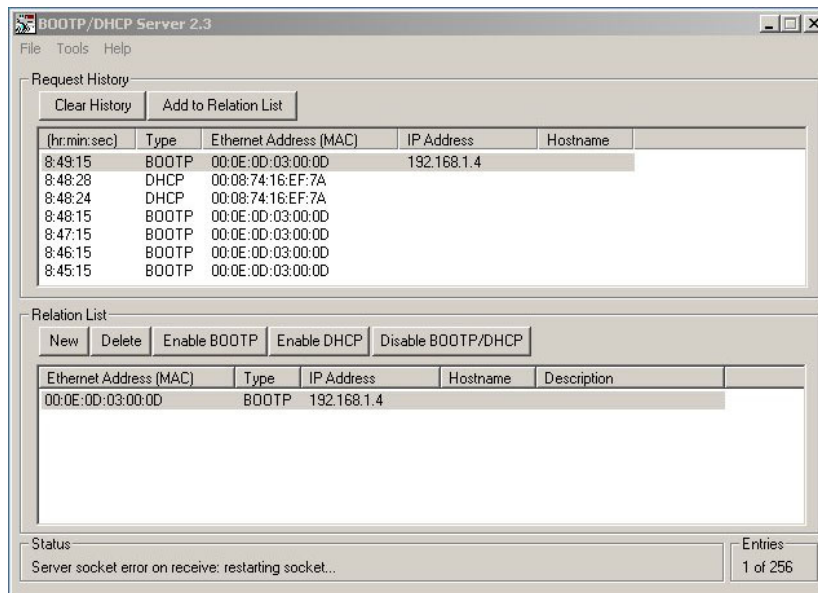 BOOTP/DHCP Server 2.3
File Tools Help
Request History
Clear History Add to Relation List
(hr:min:sec) Type Ethernet Address (MAC) IP Address Hostname
8:49:15 BOOTP 00:0E:0D:03:00:0D 192.168.1.4
8:48:28 DHCP 00:08:74:16:EF:7A
8:48:24 DHCP 00:08:74:16:EF:7A
8:48:15 BOOTP 00:0E:0D:03:00:0D
8:47:15 BOOTP 00:0E:0D:03:00:0D
8:46:15 BOOTP 00:0E:0D:03:00:0D
8:45:15 BOOTP 00:0E:0D:03:00:0D
Relation List
New Delete Enable BOOTP Enable DHCP Disable BOOTP/DHCP
Ethernet Address (MAC) Type IP Address Hostname Description
00:0E:0D:03:00:0D BOOTP 192.168.1.4
Status Entries
Server socket error on receive: restarting socket... 1 of 256